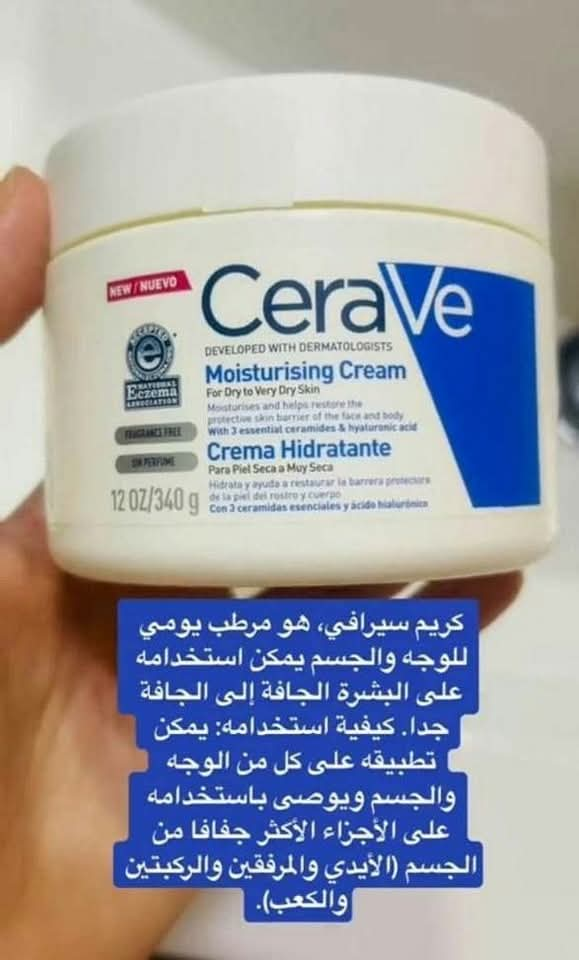 NEW / NUEVO
CeraVe
DEVELOPED WITH DERMATOLOGISTS
Moisturising Cream
For Dry to Very Dry Skin
Moisturises and helps restore the
protective skin barrier of the face and body
With 3 essential ceramides & hyaluronic acid
Crema Hidratante
Para Piel Seca a Muy Seca
Hidrata y ayuda a restaurar la barrera protectora
de la piel del rostro y cuerpo
Con 3 ceramidas esenciales y ácido hialurónico
ACCEPTED
e
NATIONAL
Eczema
ASSOCIATION
FRAGRANCE FREE
SIN PERFUME
12 OZ/340 g
كريم سيرافي، هو مرطب يومي
للوجه والجسم يمكن استخدامه
على البشرة الجافة إلى الجافة
جدا. كيفية استخدامه: يمكن
تطبيقه على كل من الوجه
والجسم ويوصى باستخدامه
على الأجزاء الأكثر جفافا من
الجسم (الأيدي والمرفقين والركبتين
والكعب).